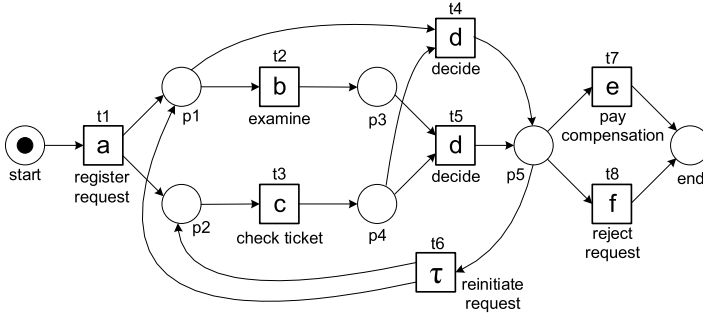 t4
d
decide
t2
b
examine
p1
p3
t7
e
pay
compensation
start
t1
a
register
request
t5
d
decide
p5
end
t3
c
check ticket
p2
p4
t8
f
reject
request
t6
τ
reinitiate
request